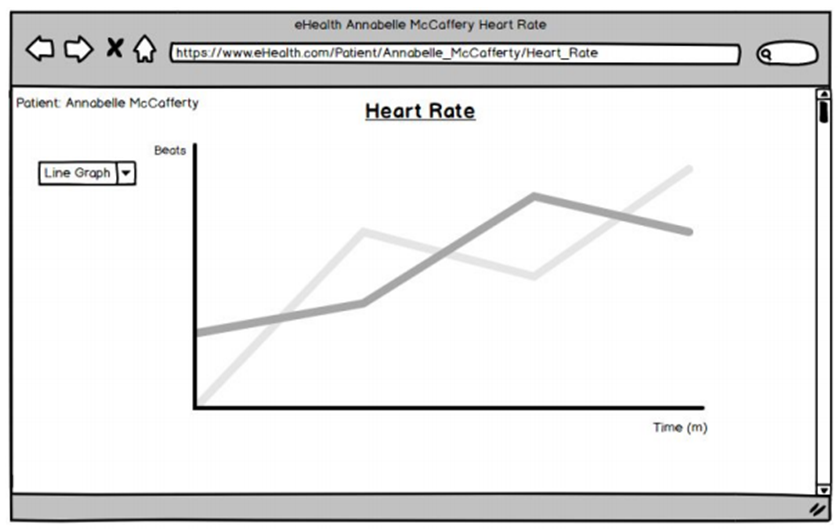 eHealth Annabelle McCaffery Heart Rate
https://www.eHealth.com/Patient/Annabelle_McCafferty/Heart_Rate
Patient: Annabelle McCafferty
Heart Rate
Beats
Line Graph
Time (m)